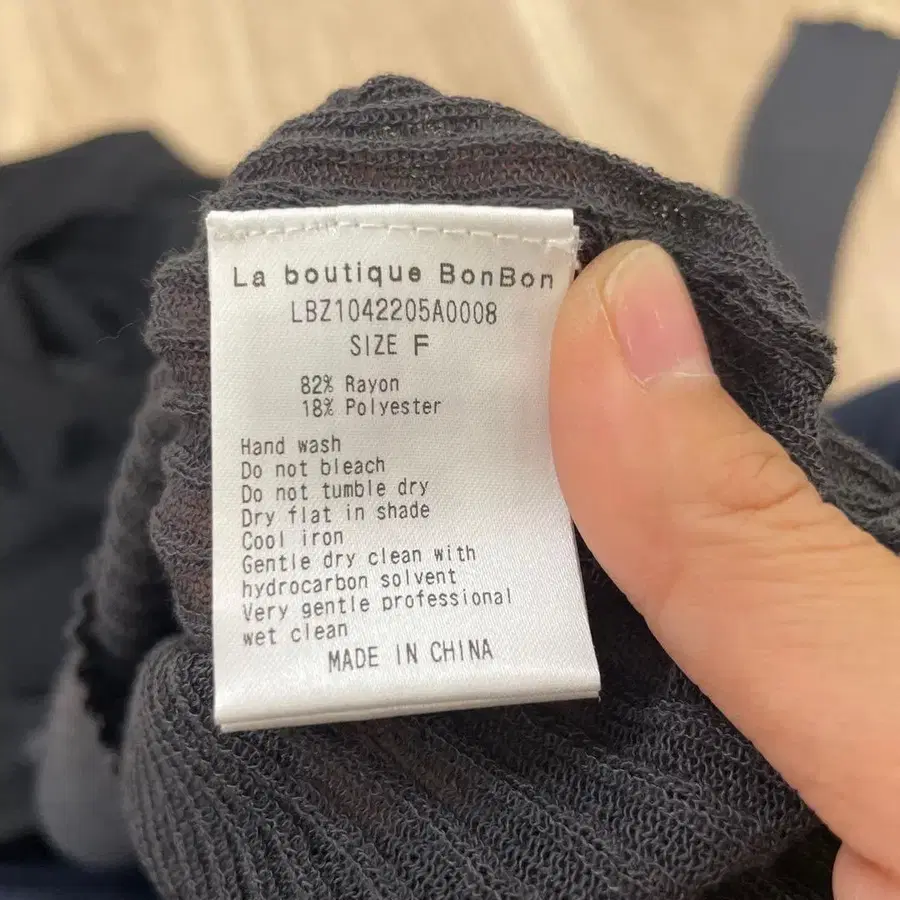 La boutique BonBon
LBZ1042205A0008
SIZE F
82% Rayon
18% Polyester
Hand wash
Do not bleach
Do not tumble dry
Dry flat in shade
Cool iron
Gentle dry clean with
hydrocarbon solvent
Very gentle professional
wet clean
MADE IN CHINA